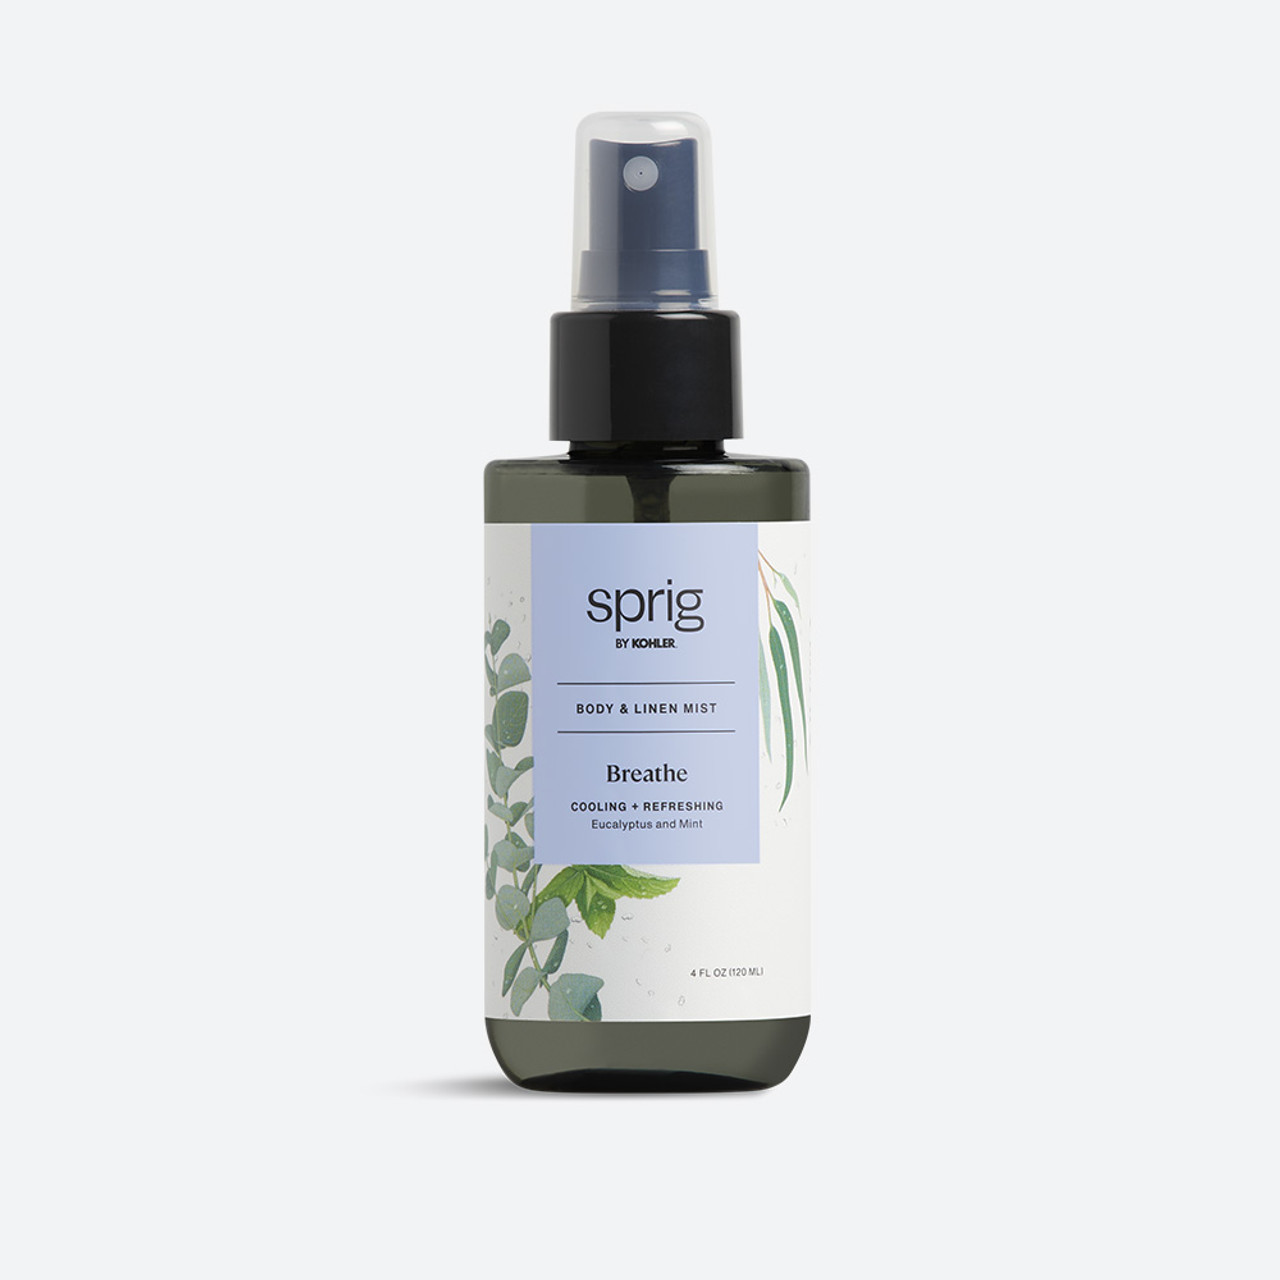 sprig
BY KOHLER.
BODY & LINEN MIST
Breathe
COOLING + REFRESHING
Eucalyptus and Mint
4 FL OZ (120 ML)